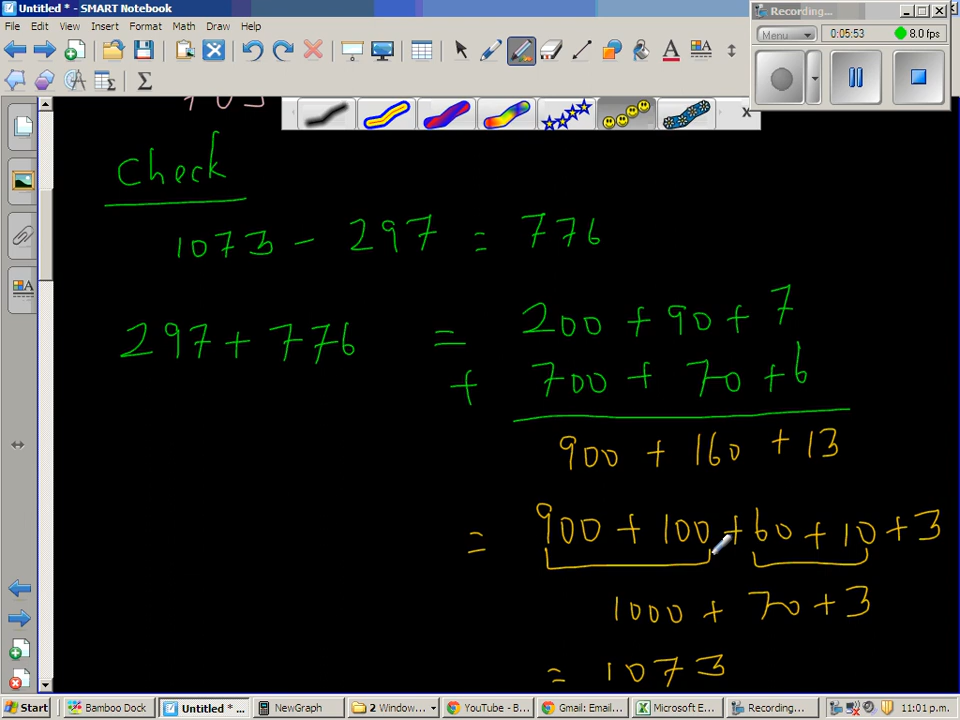 Untitled * - SMART Notebook
Recording...
File Edit View Insert Format Math Draw Help
Menu 0:05:53 8.0 fps
Check
1073 - 297 = 776
297 + 776 = 200 + 90 + 7
+ 700 + 70 + 6
900 + 160 + 13
= 900 + 100 + 60 + 10 + 3
1000 + 70 + 3
= 1073
Start Bamboo Dock Untitled * ... NewGraph 2 Window... YouTube - B... Gmail: Email... Microsoft E... Recording... 11:01 p.m.